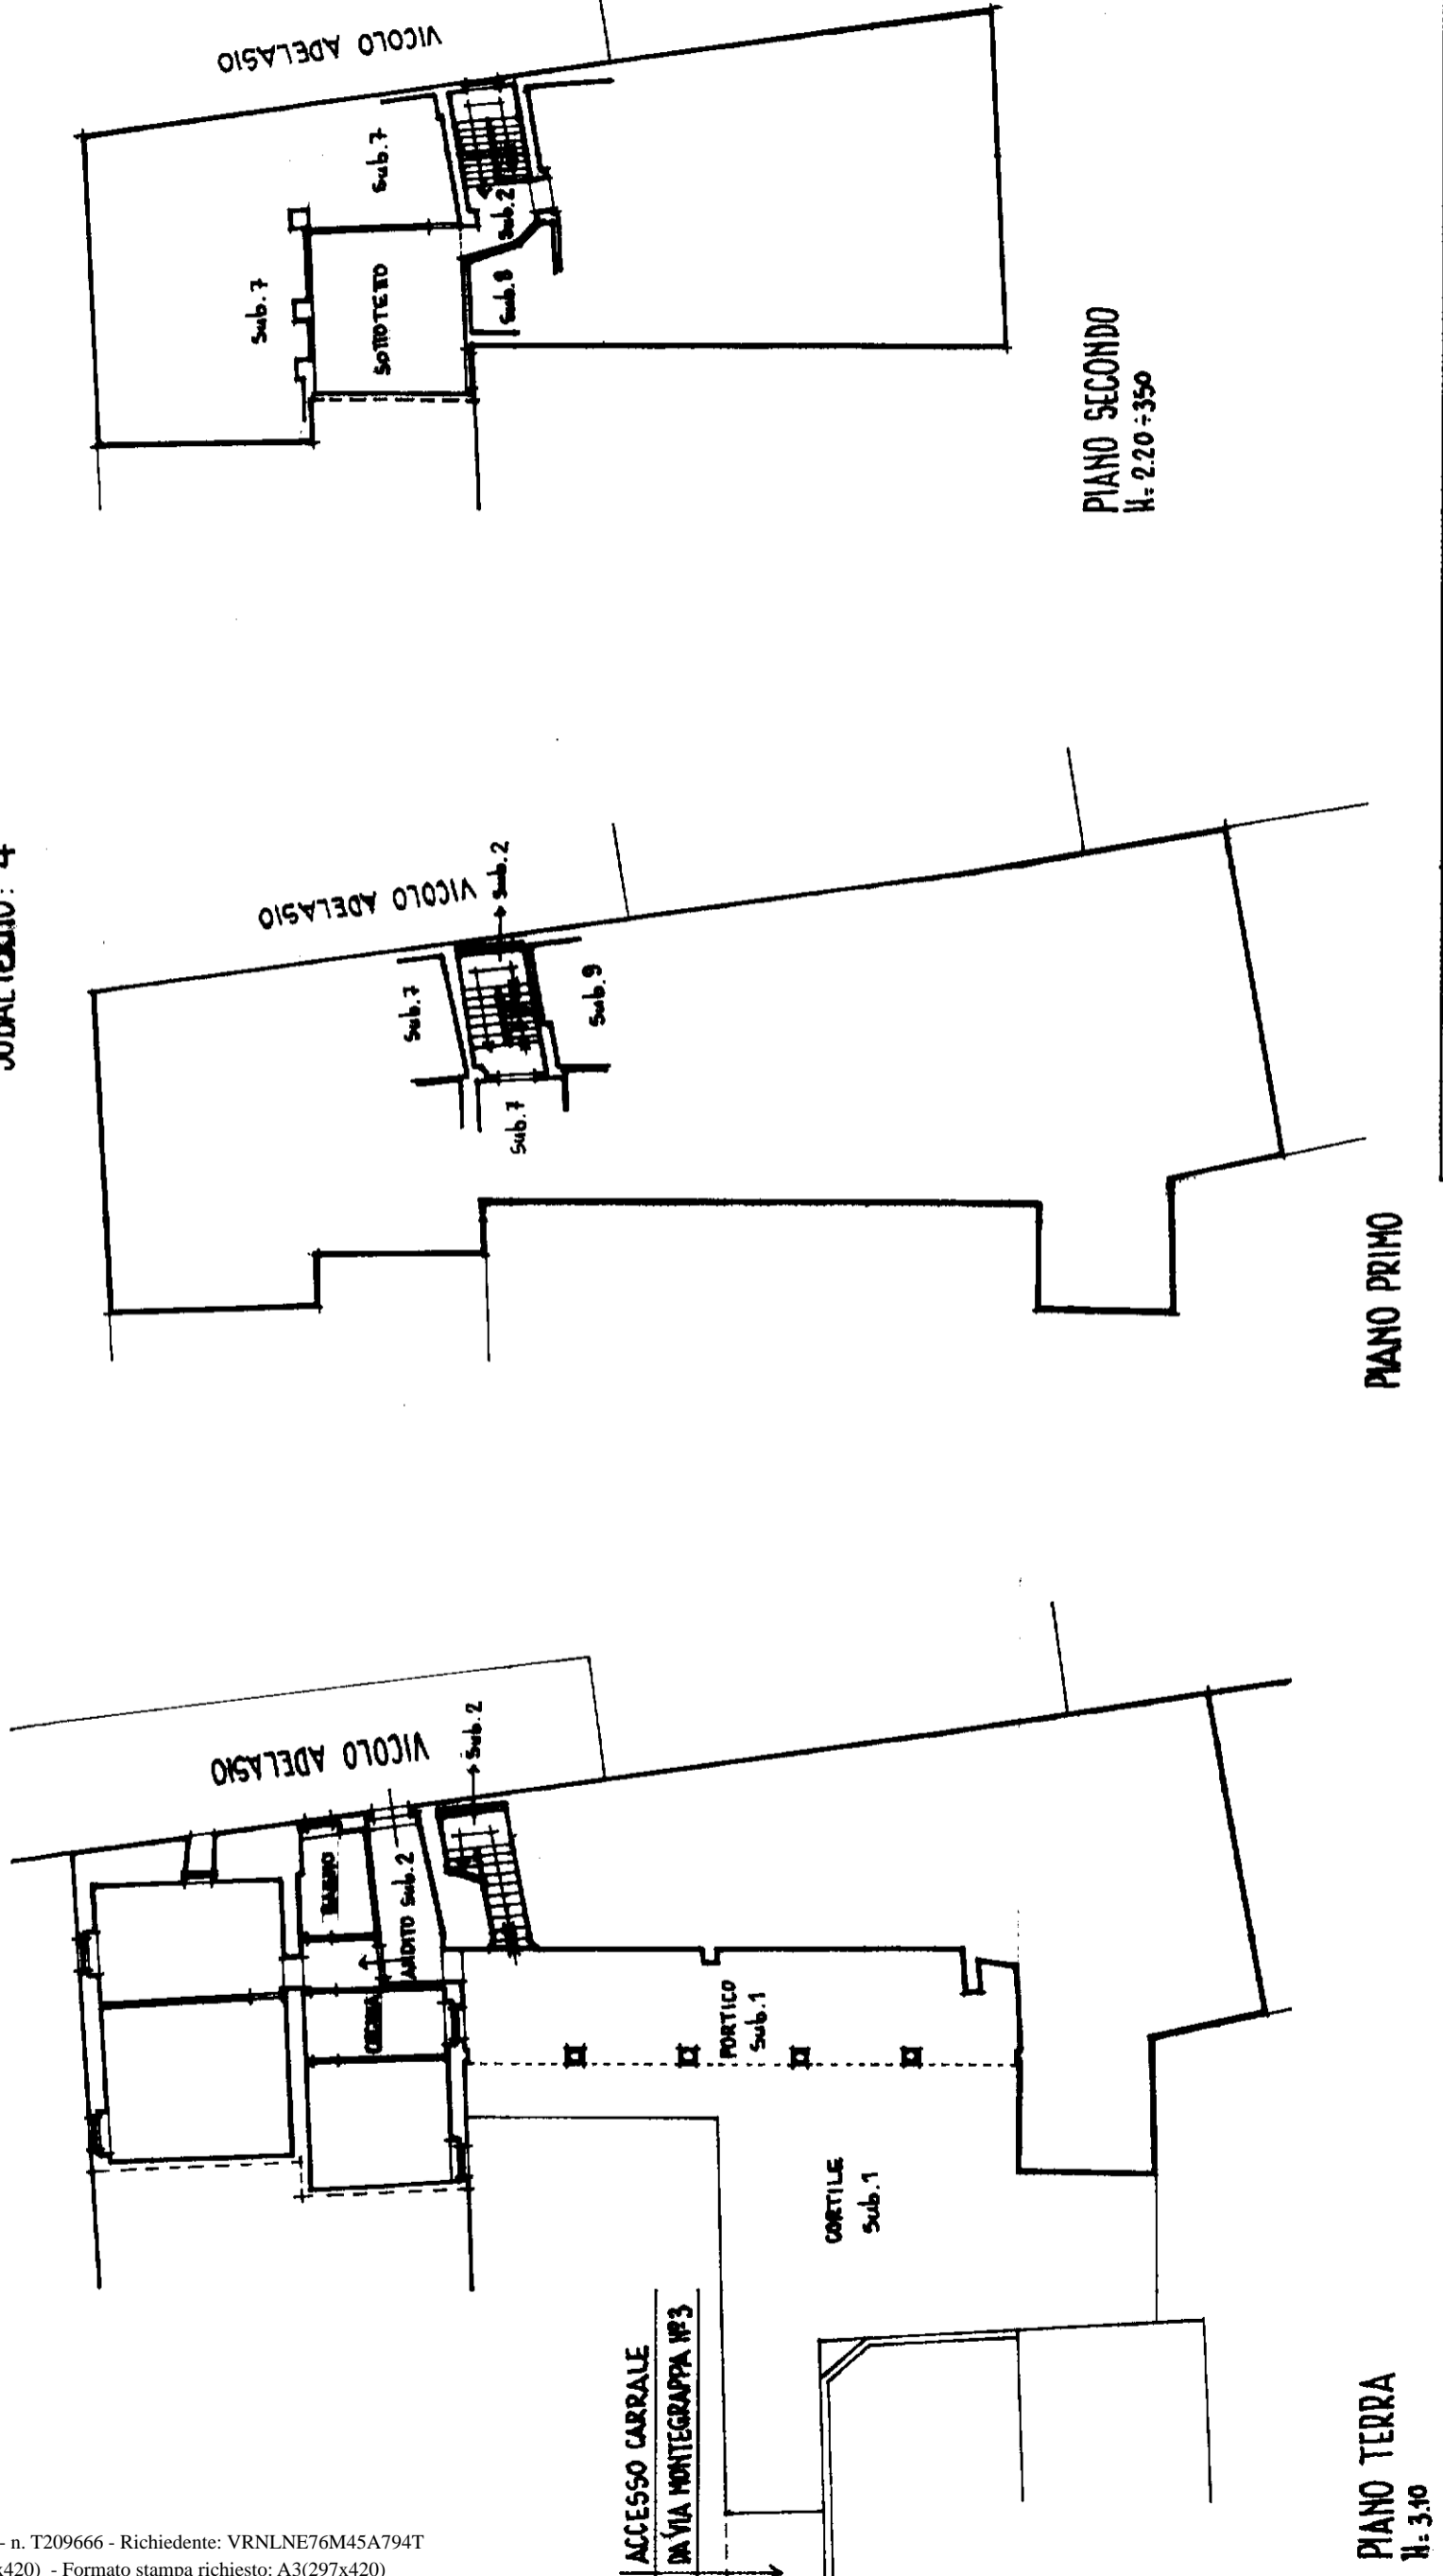 VICOLO ADELASIO
Sub.7
Sub.7
SOTTOTETTO
Sub.2
Sub.8
PIANO SECONDO
H= 2.20÷350
4
VICOLO ADELASIO
Sub.2
Sub.7
Sub.9
Sub.7
PIANO PRIMO
VICOLO ADELASIO
Sub.2
BAGNO
ANDITO Sub.2
CUCINA
PORTICO
Sub.1
CORTILE
Sub.1
ACCESSO CARRALE
DA VIA MONTEGRAPPA Nº3
PIANO TERRA
H= 3.10
- n. T209666 - Richiedente: VRNLNE76M45A794T
x420) - Formato stampa richiesto: A3(297x420)